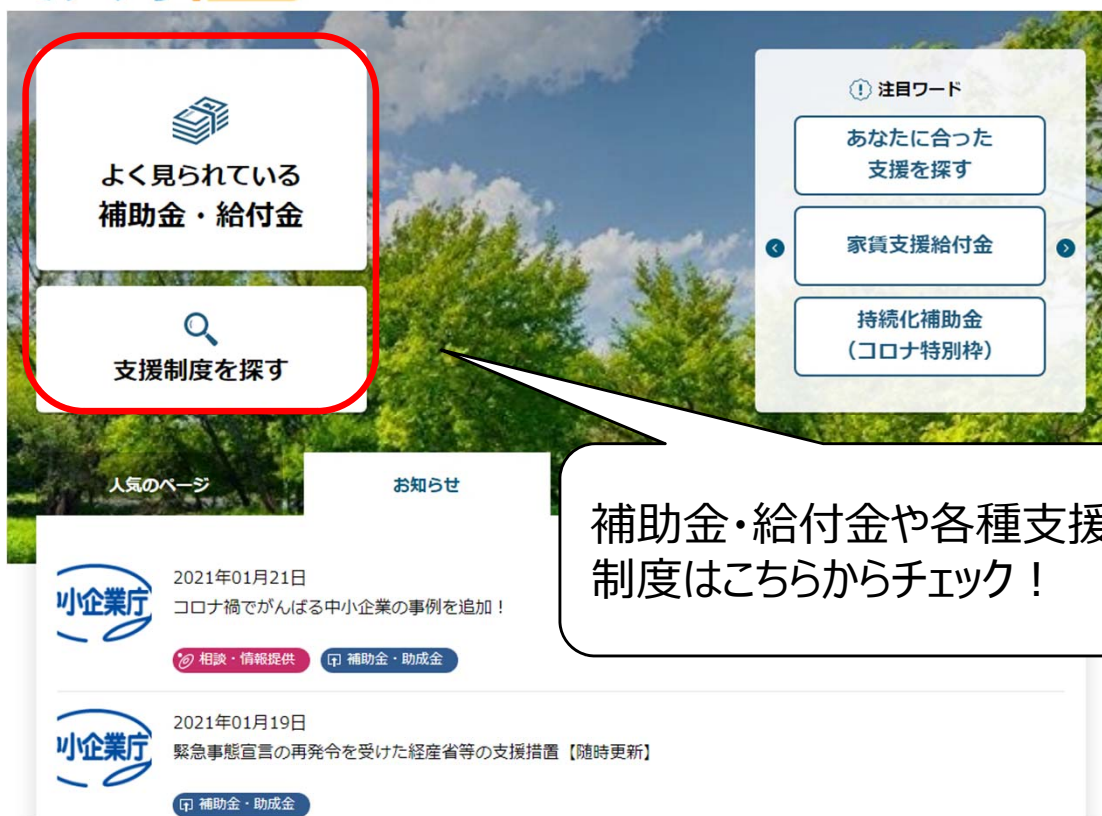 よく見られている
補助金・給付金
支援制度を探す
注目ワード
あなたに合った
支援を探す
家賃支援給付金
持続化補助金
（コロナ特別枠）
人気のページ
お知らせ
補助金・給付金や各種支援
制度はこちらからチェック！
小企業庁
2021年01月21日
コロナ禍でがんばる中小企業の事例を追加！
相談・情報提供
補助金・助成金
小企業庁
2021年01月19日
緊急事態宣言の再発令を受けた経産省等の支援措置【随時更新】
補助金・助成金